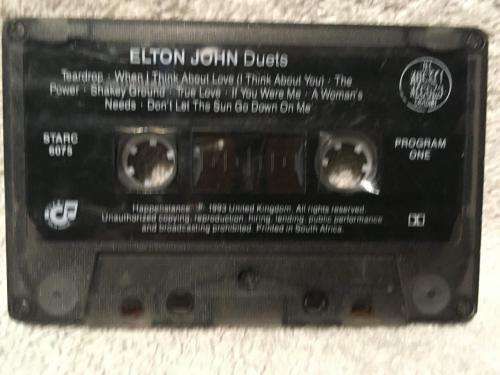 ELTON JOHN Duets
Teardrop · When I Think About Love (I Think About You) · The
Power · Shakey Ground · True Love · If You Were Me · A Woman's
Needs · Don't Let The Sun Go Down On Me
STARC
6075
PROGRAM
ONE
Happenstance ℗ 1993 United Kingdom. All rights reserved.
Unauthorized copying, reproduction, hiring, lending, public performance
and broadcasting prohibited. Printed in South Africa.